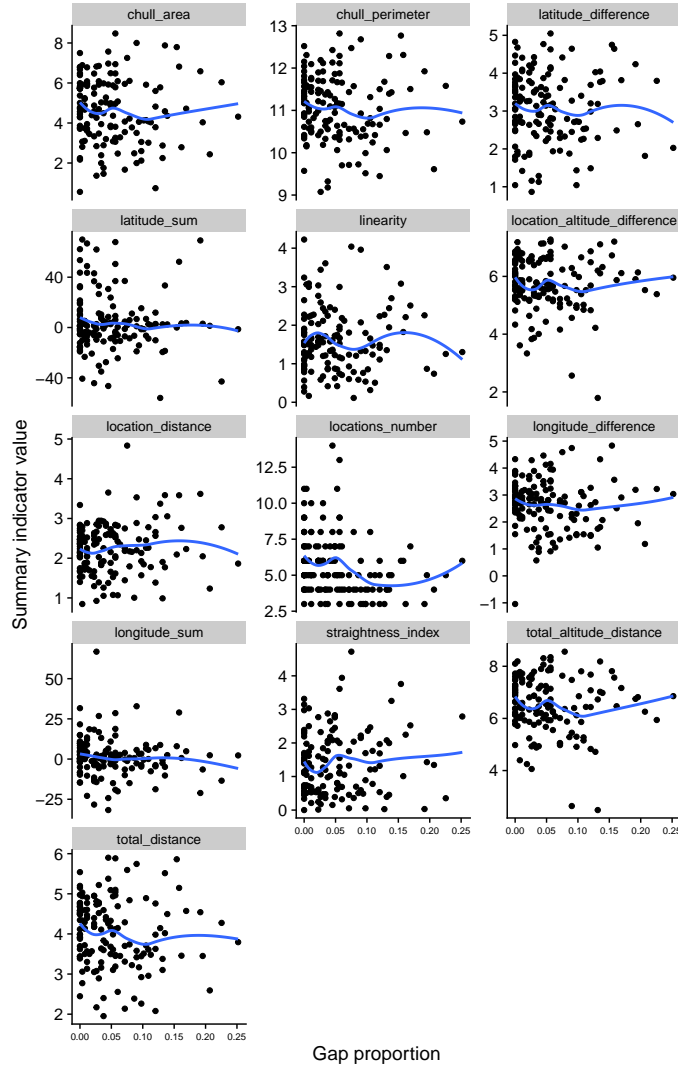 chull_area chull_perimeter latitude_difference
8 13 5
6 12 4
4 11 3
2 10 2
9 1
latitude_sum linearity location_altitude_difference
40 4 6
0 3 4
−40 2 2
1
0
location_distance locations_number longitude_difference
5 12.5 5
4 10.0 4
3 7.5 3
2 5.0 2
1 2.5 1
0
−1
longitude_sum straightness_index total_altitude_distance
50 4 8
25 3 6
0 2 4
−25 1
0
0.00 0.05 0.10 0.15 0.20 0.25 0.00 0.05 0.10 0.15 0.20 0.25
total_distance
6
5
4
3
2
0.00 0.05 0.10 0.15 0.20 0.25
Summary indicator value
Gap proportion